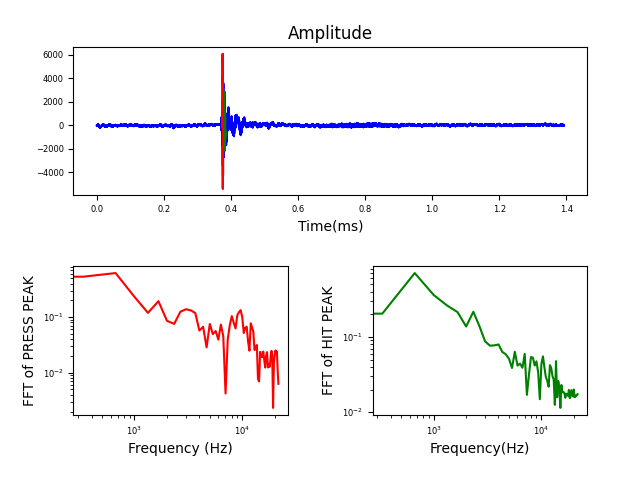 Amplitude
6000
4000
2000
0
−2000
−4000
0.0 0.2 0.4 0.6 0.8 1.0 1.2 1.4
Time(ms)
FFT of PRESS PEAK
10⁻¹
10⁻²
10³ 10⁴
Frequency (Hz)
FFT of HIT PEAK
10⁻¹
10⁻²
10³ 10⁴
Frequency(Hz)